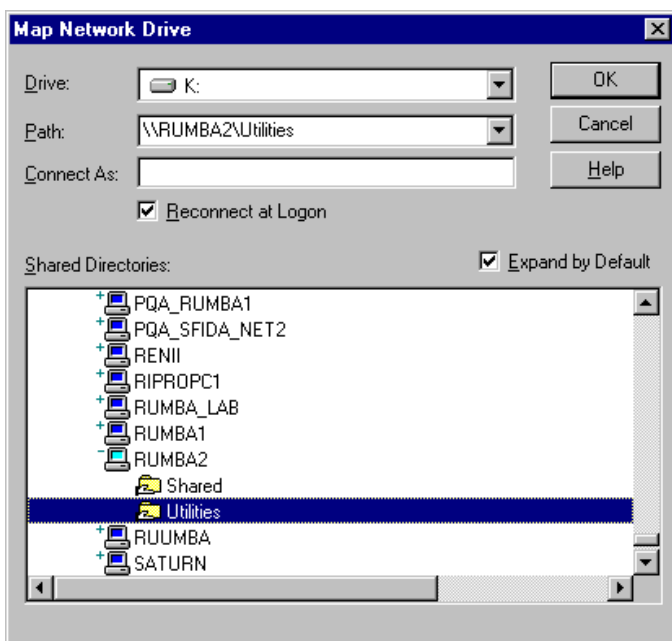 Map Network Drive
Drive: K: OK
Path: \\RUMBA2\Utilities Cancel
Connect As: Help
Reconnect at Logon
Shared Directories: Expand by Default
PQA_RUMBA1
PQA_SFIDA_NET2
RENII
RIPROPC1
RUMBA_LAB
RUMBA1
RUMBA2
Shared
Utilities
RUUMBA
SATURN